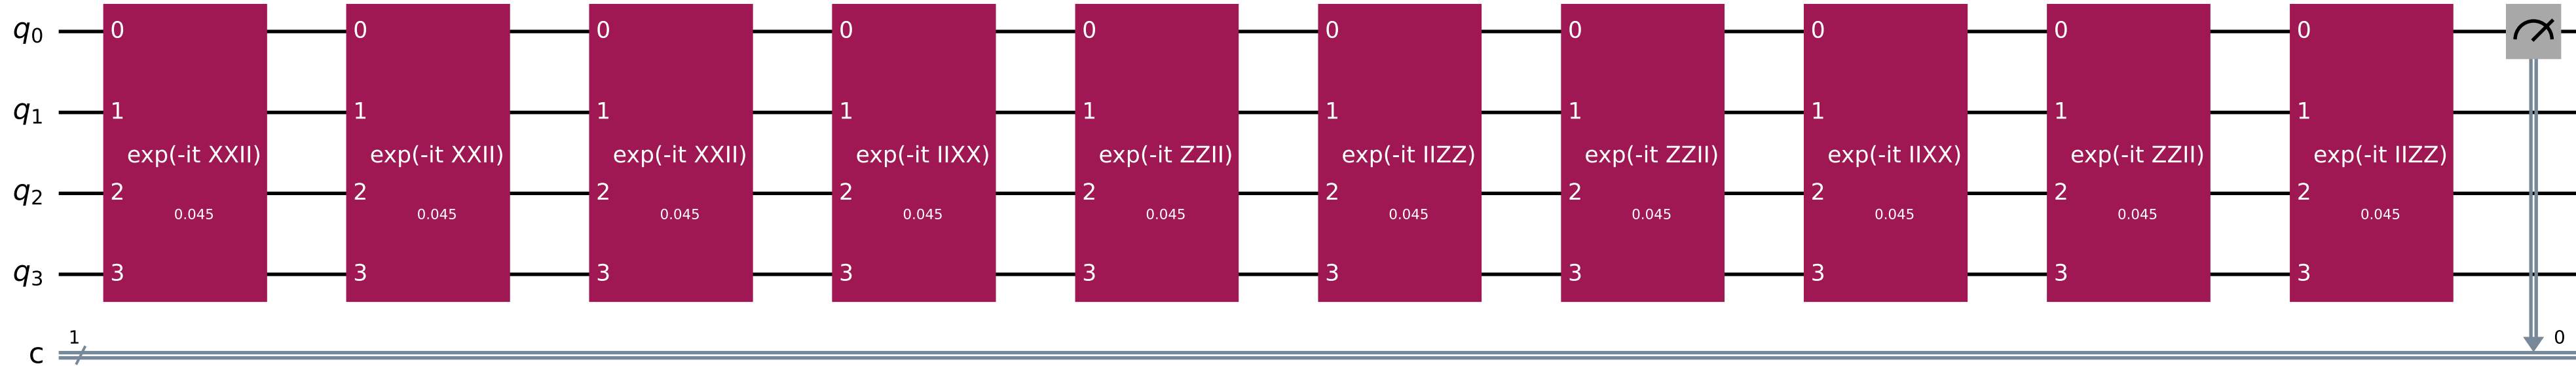 q0 0 0 0 0 0 0 0 0 0 0
q1 1 1 1 1 1 1 1 1 1 1
exp(-it XXII) exp(-it XXII) exp(-it XXII) exp(-it IIXX) exp(-it ZZII) exp(-it IIZZ) exp(-it ZZII) exp(-it IIXX) exp(-it ZZII) exp(-it IIZZ)
q2 2 2 2 2 2 2 2 2 2 2
0.045 0.045 0.045 0.045 0.045 0.045 0.045 0.045 0.045 0.045
q3 3 3 3 3 3 3 3 3 3 3
1 0
c